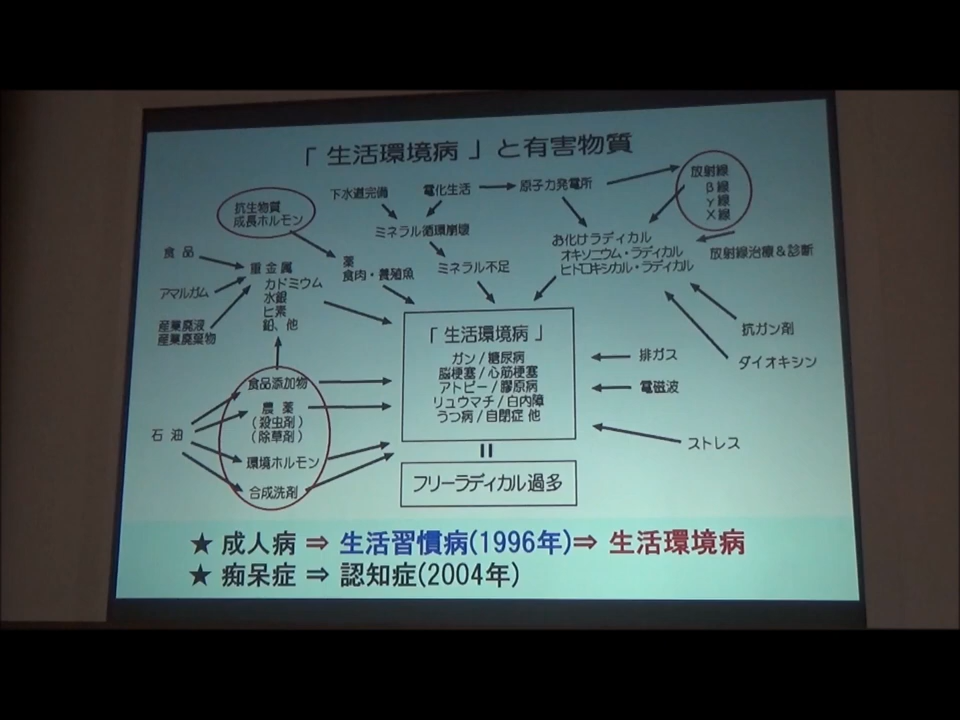 「 生活環境病 」と有害物質
下水道完備
電化生活
原子力発電所
放射線
β線
γ線
X線
抗生物質
成長ホルモン
ミネラル循環崩壊
お化けラディカル
オキソニウム・ラディカル
ヒドロキシカル・ラディカル
放射線治療&診断
食品
重金属
カドミウム
水銀
ヒ素
鉛、他
薬
食肉・養殖魚
ミネラル不足
アマルガム
産業廃液
産業廃棄物
「 生活環境病 」
ガン / 糖尿病
脳梗塞 / 心筋梗塞
アトピー / 膠原病
リュウマチ / 白内障
うつ病 / 自閉症 他
抗ガン剤
ダイオキシン
排ガス
電磁波
ストレス
食品添加物
農薬
(殺虫剤)
(除草剤)
石油
環境ホルモン
合成洗剤
=
フリーラディカル過多
★ 成人病 ⇒ 生活習慣病(1996年)⇒ 生活環境病
★ 痴呆症 ⇒ 認知症(2004年)